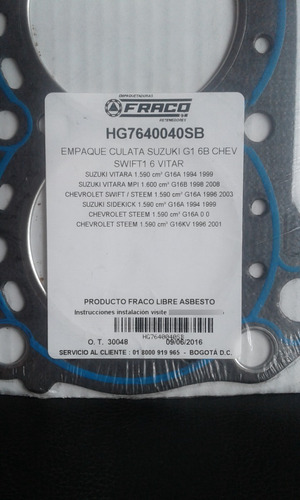 EMPAQUETADURAS
FRACO
HG7640040SB
EMPAQUE CULATA SUZUKI G1 6B CHEV
SWIFT1 6 VITAR
SUZUKI VITARA 1.590 cm³ G16A 1994 1999
SUZUKI VITARA MPI 1.600 cm³ G16B 1998 2008
CHEVROLET SWIFT / STEEM 1.590 cm³ G16A 1996 2003
SUZUKI SIDEKICK 1.590 cm³ G16A 1994 1999
CHEVROLET STEEM 1.590 cm³ G16A 0 0
CHEVROLET STEEM 1.590 cm³ G16KV 1996 2001
PRODUCTO FRACO LIBRE ASBESTO
Instrucciones instalación visite
HG7640040SB
O. T. 30048 09/06/2016
SERVICIO AL CLIENTE : 01 8000 919 965 - BOGOTÁ D.C.